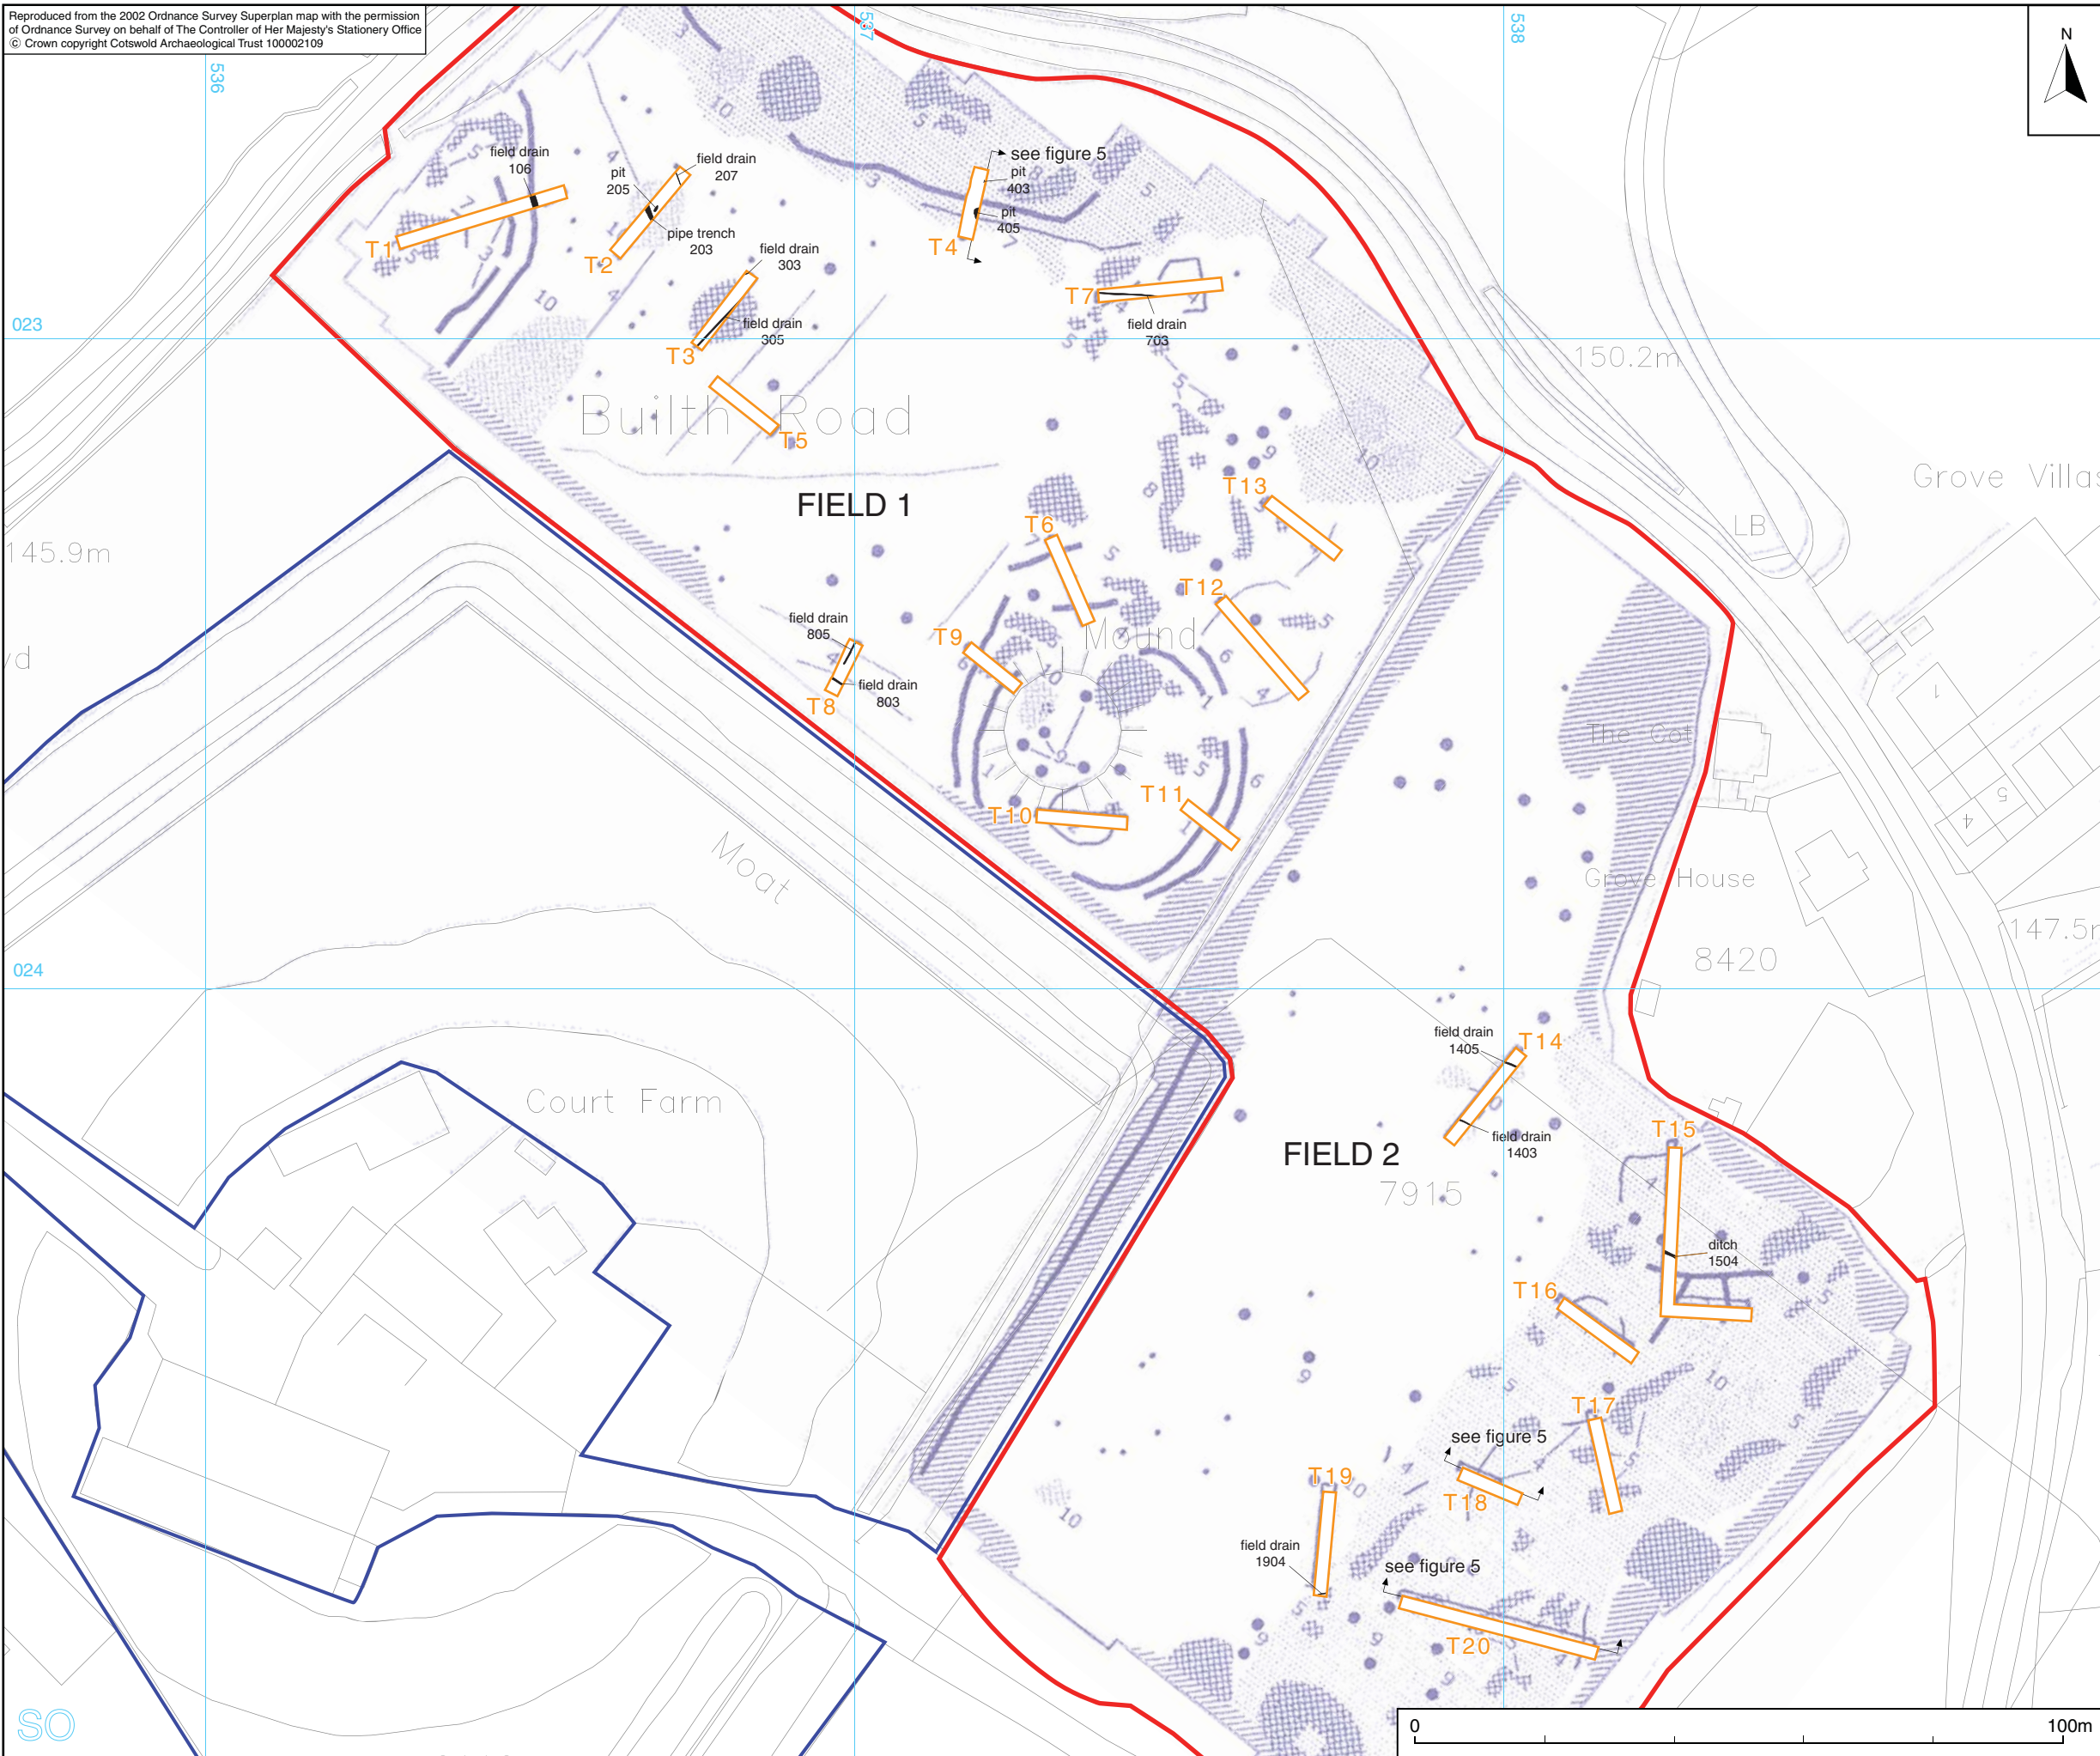 Reproduced from the 2002 Ordnance Survey Superplan map with the permission
of Ordnance Survey on behalf of The Controller of Her Majesty's Stationery Office
© Crown copyright Cotswold Archaeological Trust 100002109
536
537
538
N
field drain
106
T1
pit
205
field drain
207
pipe trench
203
T2
field drain
303
field drain
305
T3
see figure 5
pit
403
pit
405
T4
T7
field drain
703
023
150.2m
Builth Road
T5
FIELD 1
Grove Villas
LB
145.9m
T13
T6
T12
Mound
field drain
805
T9
field drain
803
T8
The Cot
T10
T11
Moat
Grove House
147.5m
8420
024
1
5
4
field drain
1405
T14
Court Farm
field drain
1403
T15
FIELD 2
7915
ditch
1504
T16
T17
see figure 5
T18
T19
field drain
1904
see figure 5
T20
SO
0
100m